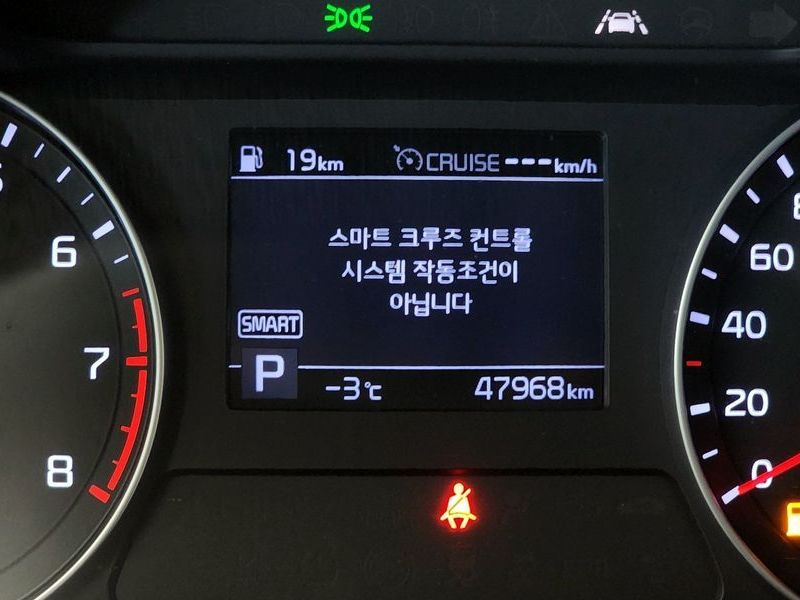 19km CRUISE ---km/h
스마트 크루즈 컨트롤
시스템 작동조건이
아닙니다
SMART
P
-3℃ 47968km
6
7
8
60
40
20
0